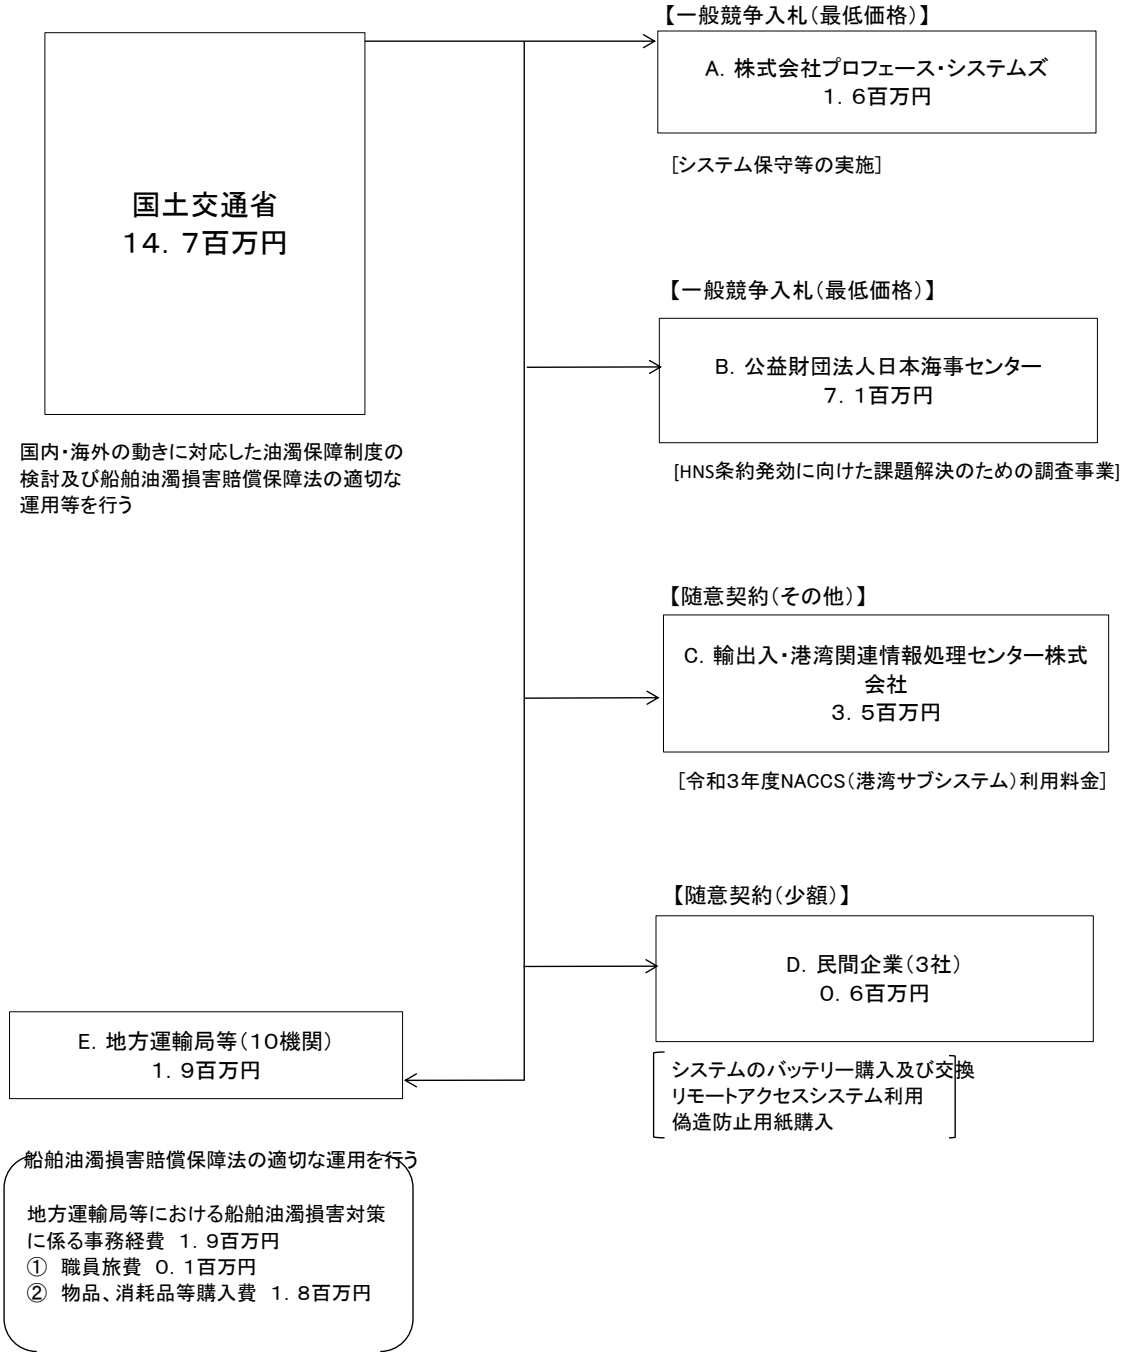 【一般競争入札（最低価格）】
A．株式会社プロフェース・システムズ
１．６百万円
［システム保守等の実施］
国土交通省
１４．７百万円
国内・海外の動きに対応した油濁保障制度の
検討及び船舶油濁損害賠償保障法の適切な
運用等を行う
【一般競争入札（最低価格）】
B．公益財団法人日本海事センター
７．１百万円
［HNS条約発効に向けた課題解決のための調査事業］
【随意契約（その他）】
C．輸出入・港湾関連情報処理センター株式
会社
３．５百万円
［令和３年度NACCS（港湾サブシステム）利用料金］
【随意契約（少額）】
D．民間企業（３社）
０．６百万円
システムのバッテリー購入及び交換
リモートアクセスシステム利用
偽造防止用紙購入
E．地方運輸局等（１０機関）
１．９百万円
船舶油濁損害賠償保障法の適切な運用を行う
地方運輸局等における船舶油濁損害対策
に係る事務経費　１．９百万円
①　職員旅費　０．１百万円
②　物品、消耗品等購入費　１．８百万円